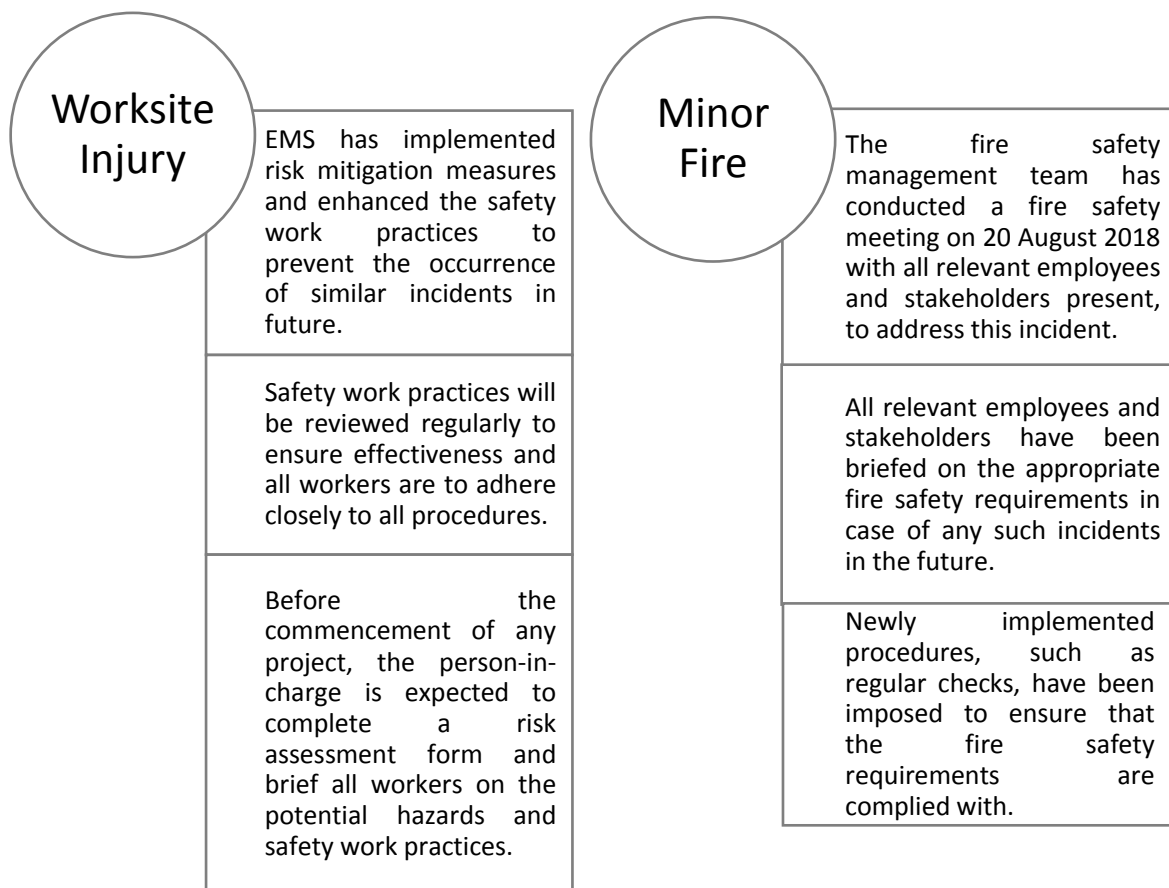 Worksite
Injury
EMS has implemented
risk mitigation measures
and enhanced the safety
work practices to
prevent the occurrence
of similar incidents in
future.
Safety work practices will
be reviewed regularly to
ensure effectiveness and
all workers are to adhere
closely to all procedures.
Before the
commencement of any
project, the person-in-
charge is expected to
complete a risk
assessment form and
brief all workers on the
potential hazards and
safety work practices.
Minor
Fire
The fire safety
management team has
conducted a fire safety
meeting on 20 August 2018
with all relevant employees
and stakeholders present,
to address this incident.
All relevant employees and
stakeholders have been
briefed on the appropriate
fire safety requirements in
case of any such incidents
in the future.
Newly implemented
procedures, such as
regular checks, have been
imposed to ensure that
the fire safety
requirements are
complied with.